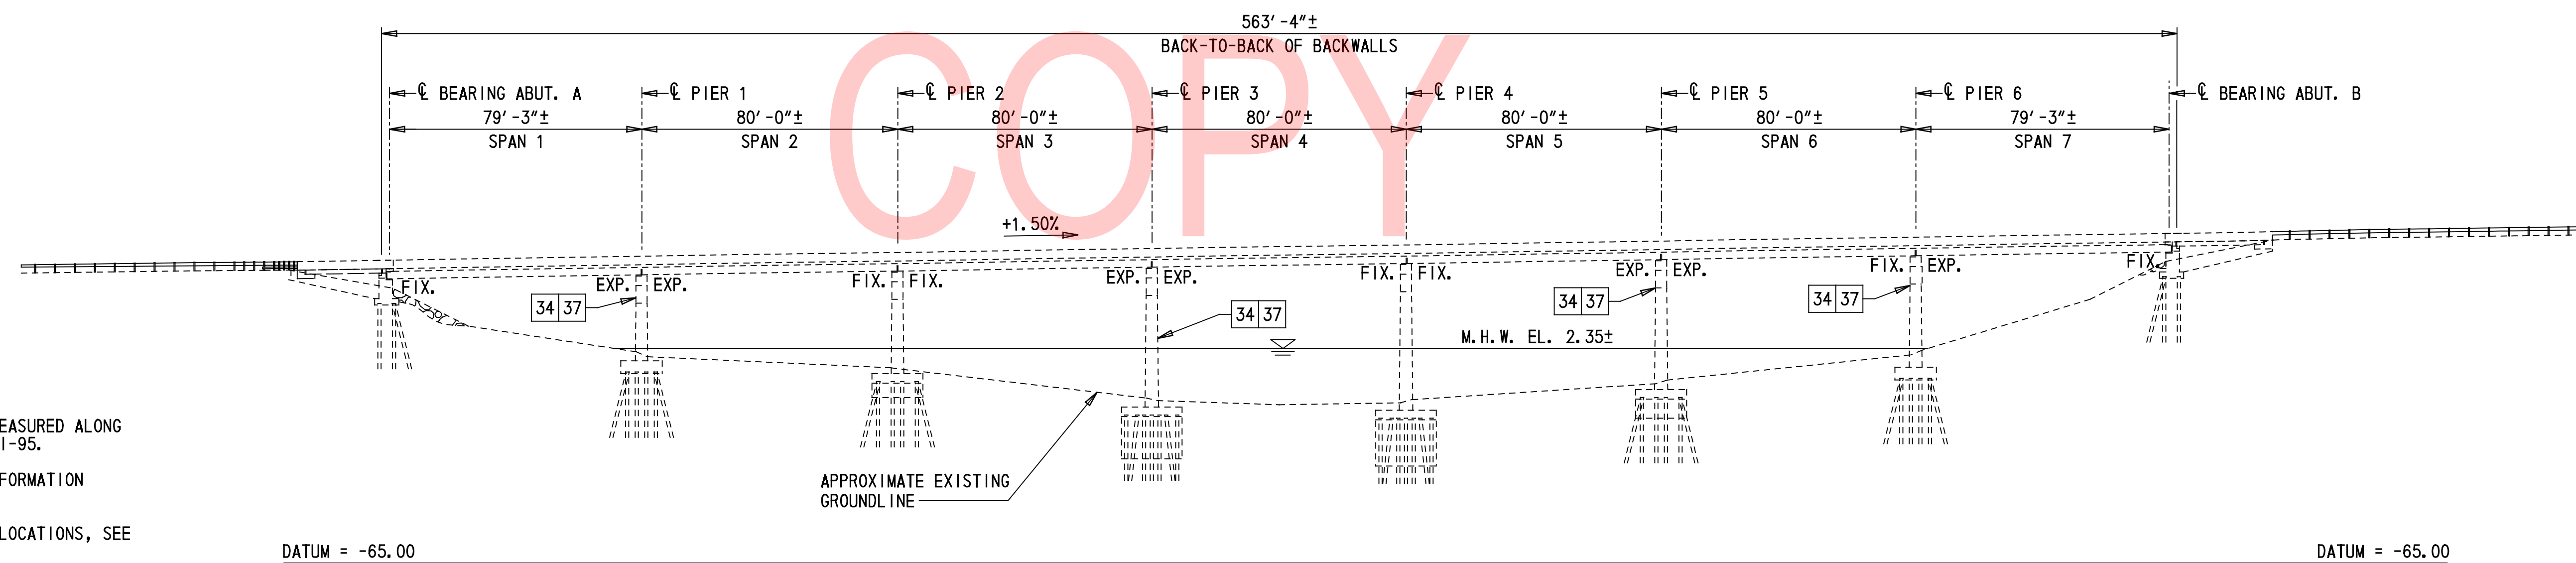 COPY
563'-4"±
BACK-TO-BACK OF BACKWALLS
℄ BEARING ABUT. A
℄ PIER 1
℄ PIER 2
℄ PIER 3
℄ PIER 4
℄ PIER 5
℄ PIER 6
℄ BEARING ABUT. B
79'-3"±
80'-0"±
80'-0"±
80'-0"±
80'-0"±
80'-0"±
79'-3"±
SPAN 1
SPAN 2
SPAN 3
SPAN 4
SPAN 5
SPAN 6
SPAN 7
+1.50%
FIX.
EXP. EXP.
FIX. FIX.
EXP. EXP.
FIX. FIX.
EXP. EXP.
FIX. EXP.
FIX.
34 37
34 37
34 37
34 37
M.H.W. EL. 2.35±
EASURED ALONG
I-95.
FORMATION
LOCATIONS, SEE
APPROXIMATE EXISTING
GROUNDLINE
DATUM = -65.00
DATUM = -65.00